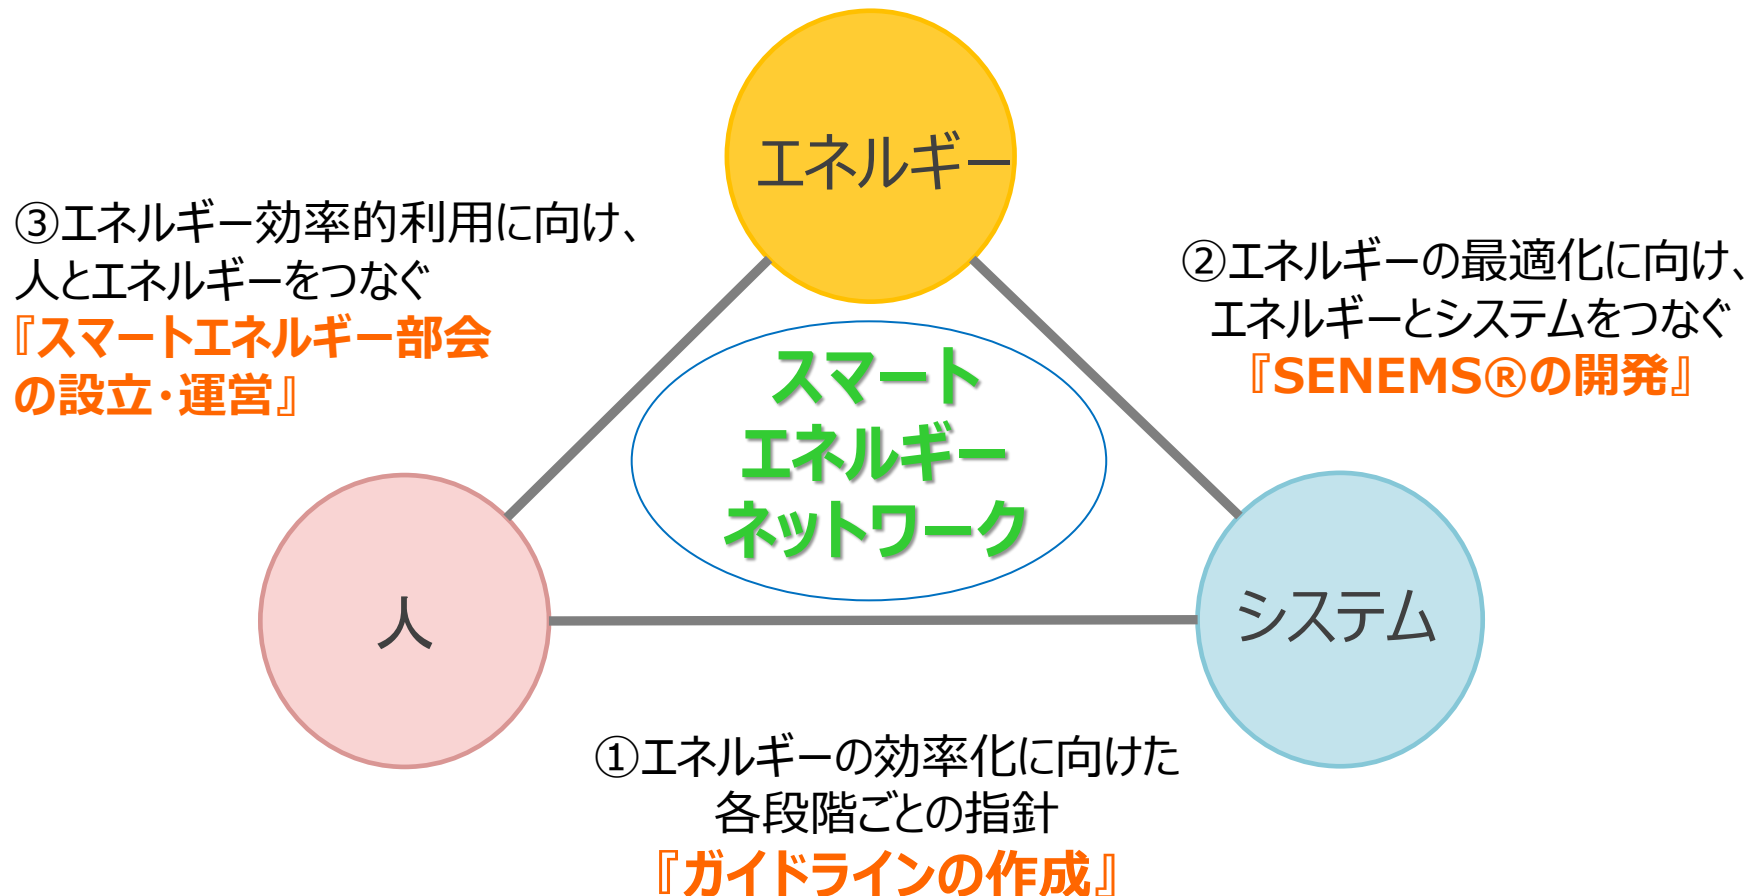 エネルギー
③エネルギー効率的利用に向け、
人とエネルギーをつなぐ
『スマートエネルギー部会
の設立・運営』
②エネルギーの最適化に向け、
エネルギーとシステムをつなぐ
『SENEMS®の開発』
スマート
エネルギー
ネットワーク
人
システム
①エネルギーの効率化に向けた
各段階ごとの指針
『ガイドラインの作成』